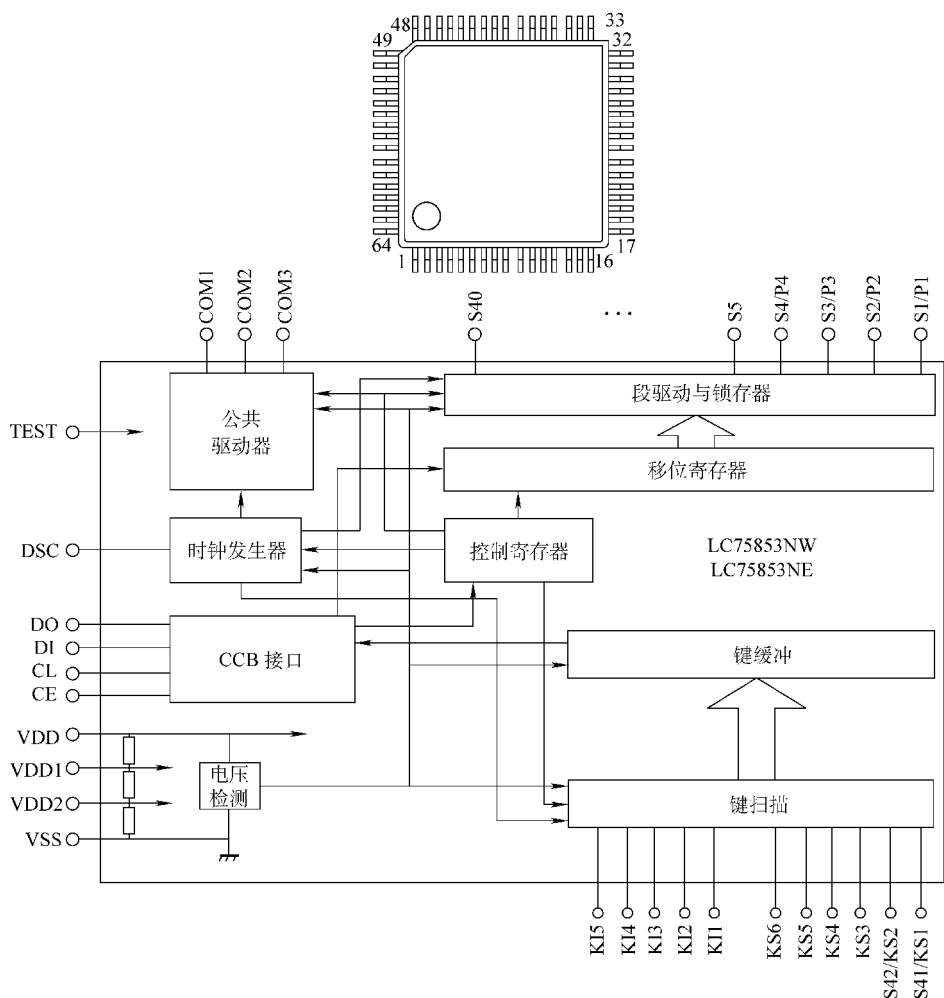 48
33
49
32
64
17
1
16
COM1
COM2
COM3
S40
...
S5
S4/P4
S3/P3
S2/P2
S1/P1
TEST
公共
驱动器
段驱动与锁存器
移位寄存器
DSC
时钟发生器
控制寄存器
LC75853NW
LC75853NE
DO
DI
CL
CE
CCB 接口
键缓冲
VDD
VDD1
VDD2
VSS
电压
检测
键扫描
KI5
KI4
KI3
KI2
KI1
KS6
KS5
KS4
KS3
S42/KS2
S41/KS1